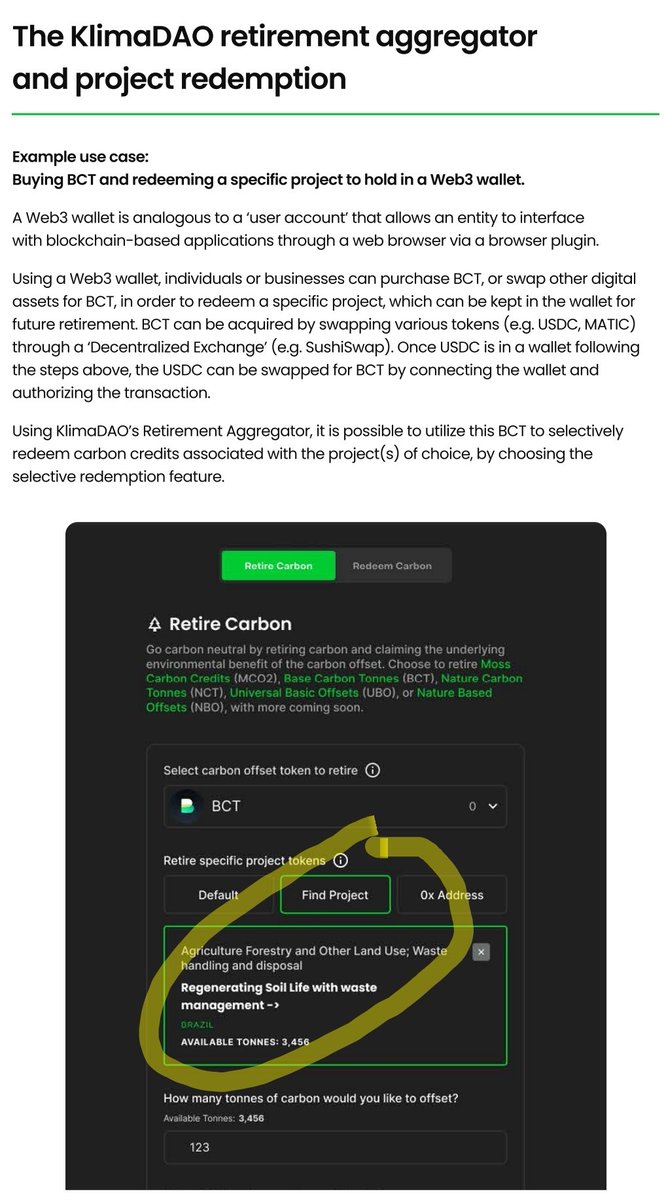 The KlimaDAO retirement aggregator
and project redemption
Example use case:
Buying BCT and redeeming a specific project to hold in a Web3 wallet.
A Web3 wallet is analogous to a ‘user account’ that allows an entity to interface
with blockchain-based applications through a web browser via a browser plugin.
Using a Web3 wallet, individuals or businesses can purchase BCT, or swap other digital
assets for BCT, in order to redeem a specific project, which can be kept in the wallet for
future retirement. BCT can be acquired by swapping various tokens (e.g. USDC, MATIC)
through a ‘Decentralized Exchange’ (e.g. SushiSwap). Once USDC is in a wallet following
the steps above, the USDC can be swapped for BCT by connecting the wallet and
authorizing the transaction.
Using KlimaDAO’s Retirement Aggregator, it is possible to utilize this BCT to selectively
redeem carbon credits associated with the project(s) of choice, by choosing the
selective redemption feature.
Retire Carbon Redeem Carbon
Retire Carbon
Go carbon neutral by retiring carbon and claiming the underlying
environmental benefit of the carbon offset. Choose to retire Moss
Carbon Credits (MCO2), Base Carbon Tonnes (BCT), Nature Carbon
Tonnes (NCT), Universal Basic Offsets (UBO), or Nature Based
Offsets (NBO), with more coming soon.
Select carbon offset token to retire
BCT 0
Retire specific project tokens
Default Find Project 0x Address
Agriculture Forestry and Other Land Use; Waste
handling and disposal
Regenerating Soil Life with waste
management ->
BRAZIL
AVAILABLE TONNES: 3,456
How many tonnes of carbon would you like to offset?
Available Tonnes: 3,456
123